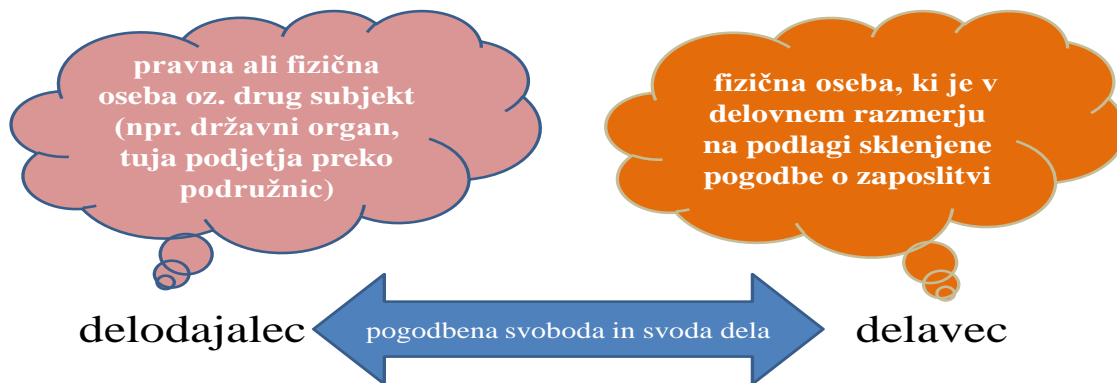 pravna ali fizična
oseba oz. drug subjekt
(npr. državni organ,
tuja podjetja preko
podružnic)
fizična oseba, ki je v
delovnem razmerju
na podlagi sklenjene
pogodbe o zaposlitvi
delodajalec
pogodbena svoboda in svoda dela
delavec